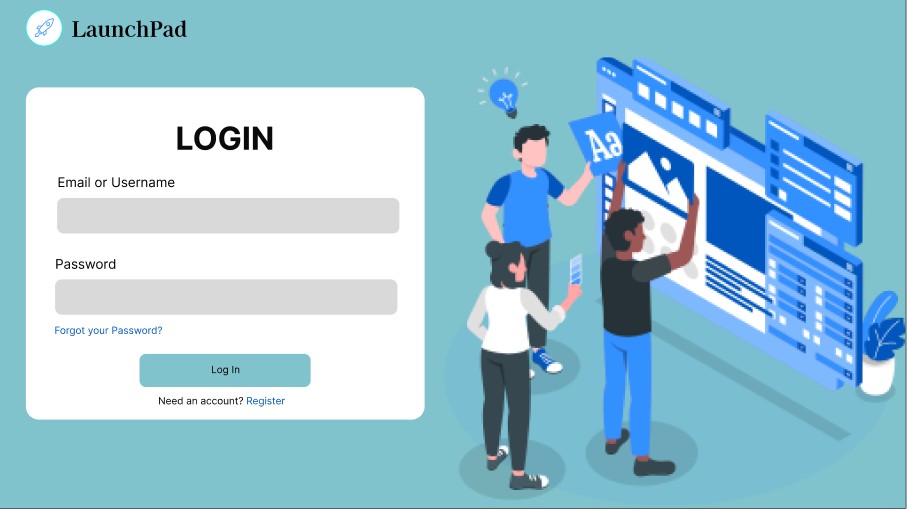 LaunchPad
LOGIN
Email or Username
Password
Forgot your Password?
Log In
Need an account? Register
Aa